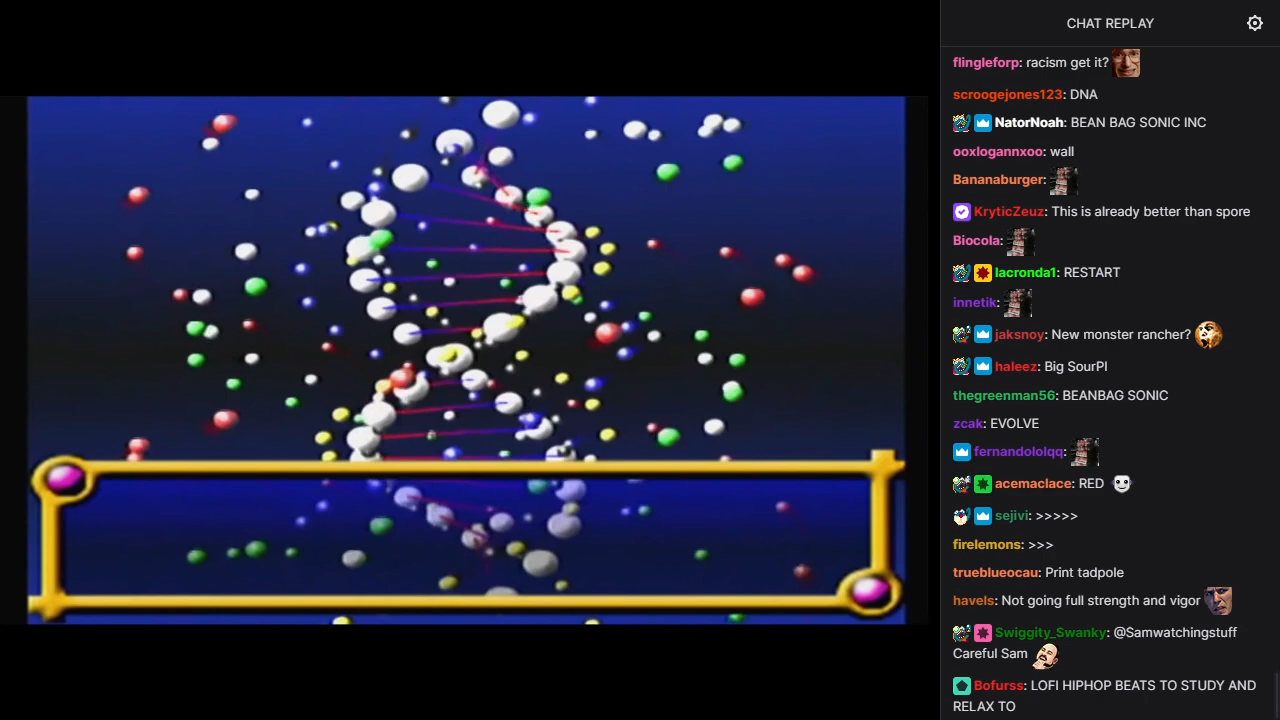 CHAT REPLAY
flingleforp: racism get it?
scroogejones123: DNA
NatorNoah: BEAN BAG SONIC INC
ooxlogannxoo: wall
Bananaburger:
KryticZeuz: This is already better than spore
Biocola:
lacronda1: RESTART
innetik:
jaksnoy: New monster rancher?
haleez: Big SourPl
thegreenman56: BEANBAG SONIC
zcak: EVOLVE
fernandololqq:
acemaclace: RED
sejivi: >>>>>
firelemons: >>>
trueblueocau: Print tadpole
havels: Not going full strength and vigor
Swiggity_Swanky: @Samwatchingstuff
Careful Sam
Bofurss: LOFI HIPHOP BEATS TO STUDY AND
RELAX TO